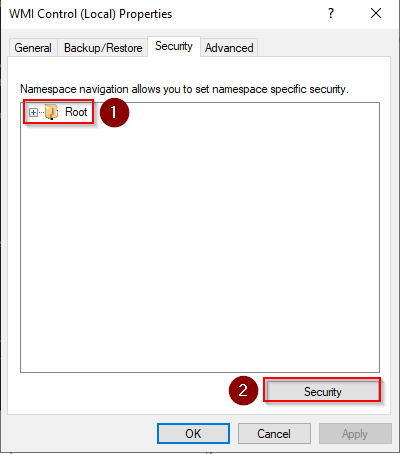 WMI Control (Local) Properties
?
General Backup/Restore Security Advanced
Namespace navigation allows you to set namespace specific security.
Root 1
2 Security
OK Cancel Apply